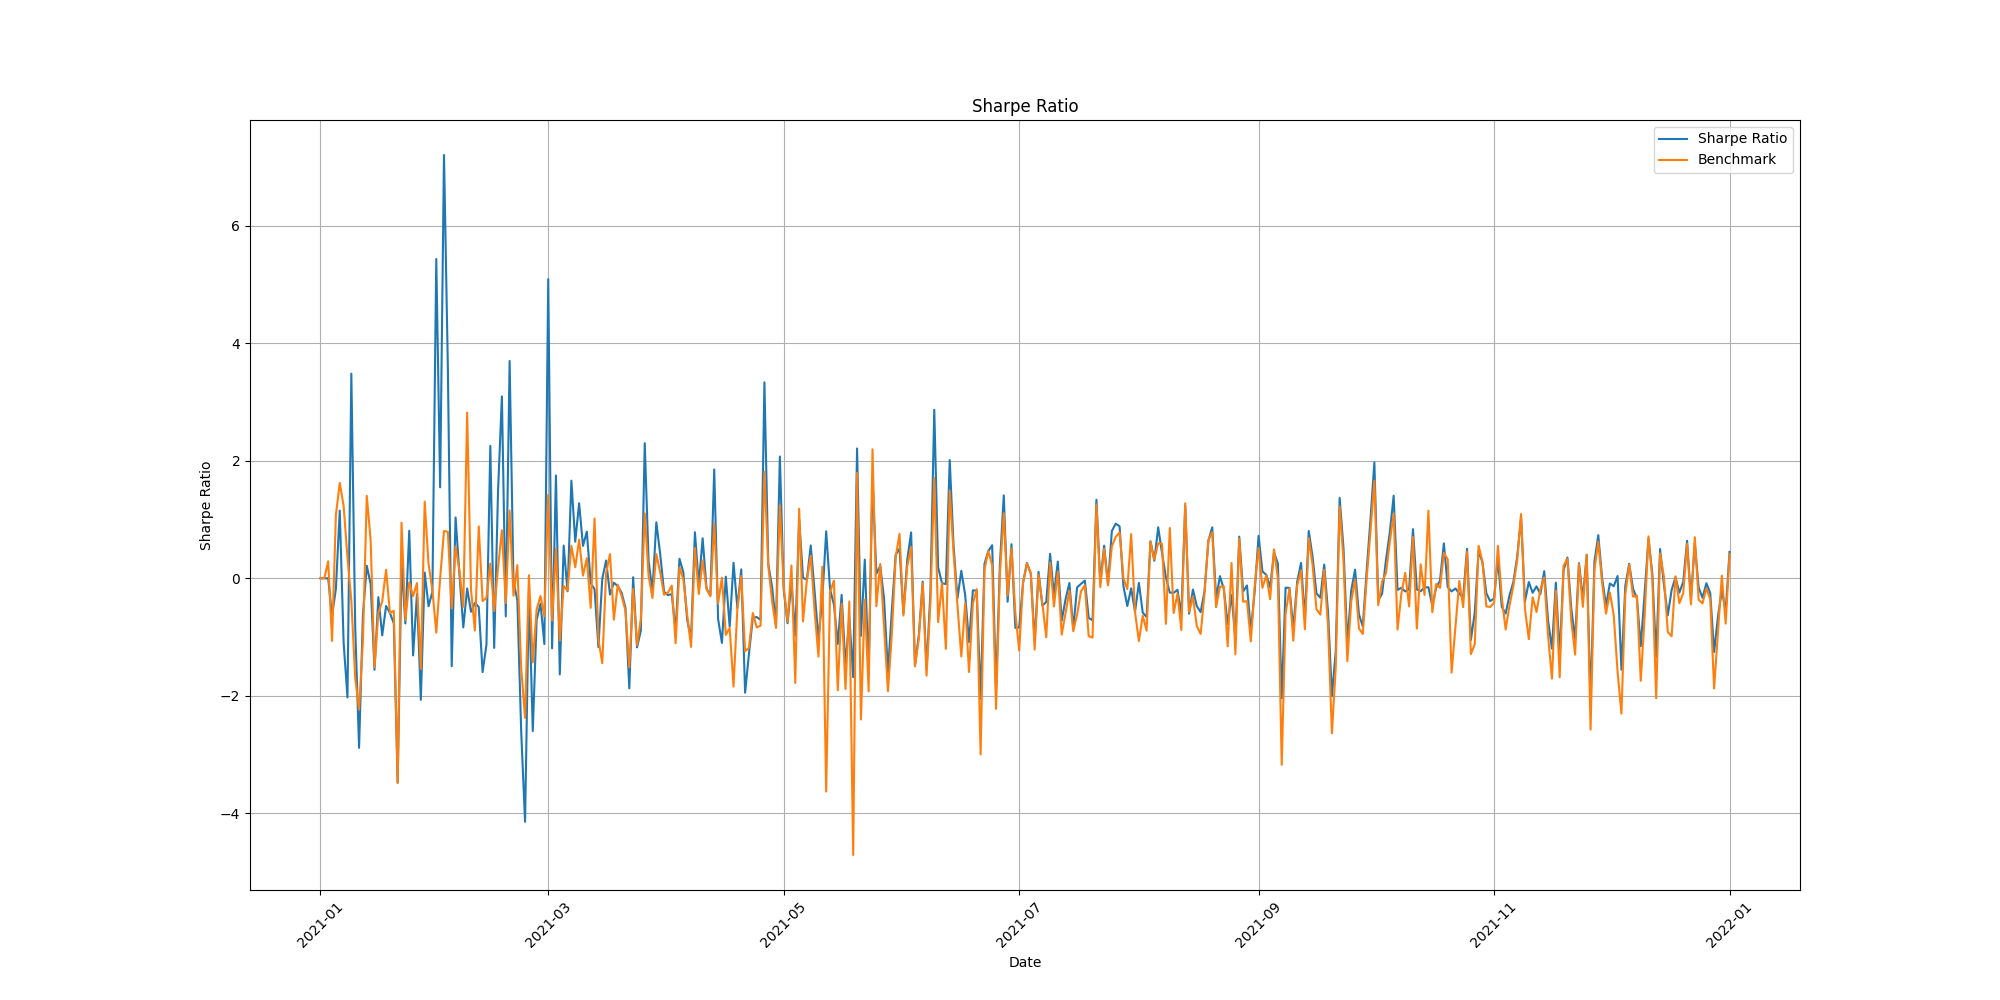 Sharpe Ratio
Sharpe Ratio
Benchmark
Sharpe Ratio
6
4
2
0
−2
−4
2021-01
2021-03
2021-05
2021-07
2021-09
2021-11
2022-01
Date